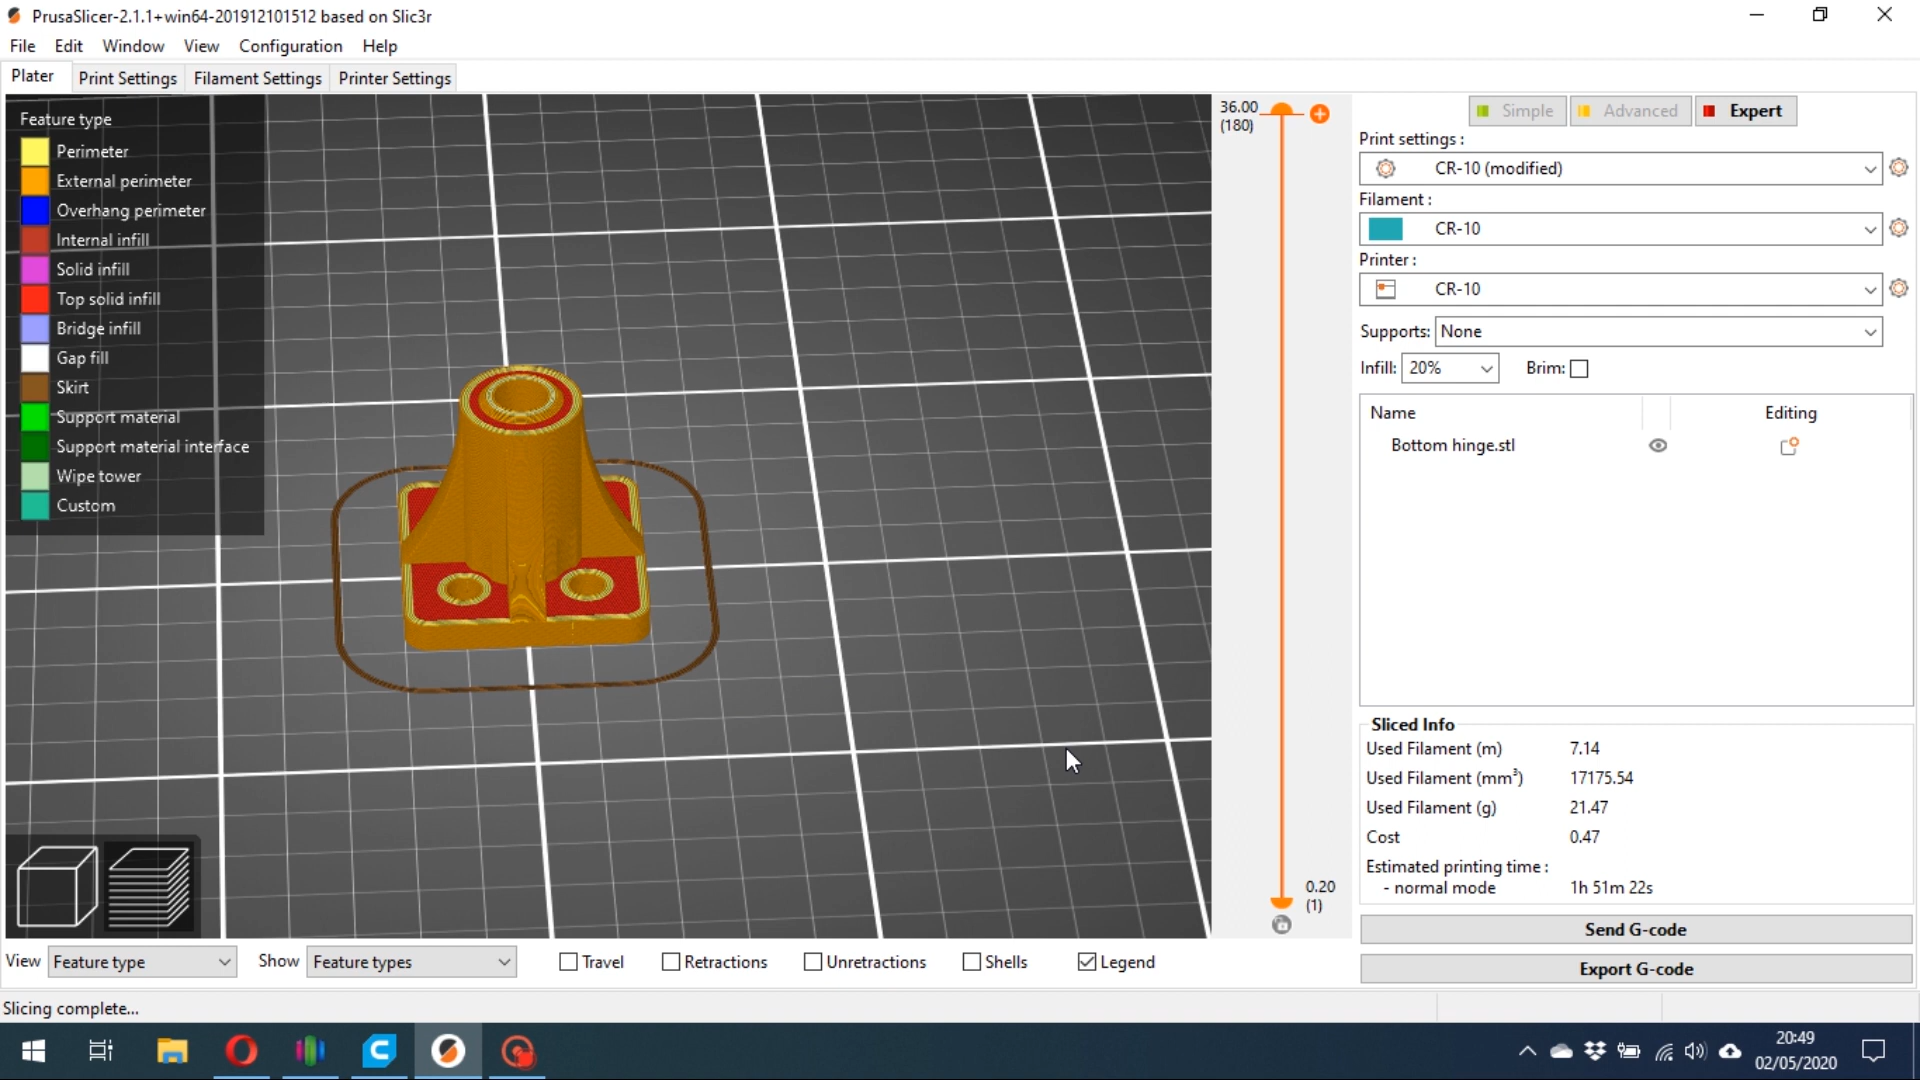 PrusaSlicer-2.1.1+win64-201912101512 based on Slic3r
File Edit Window View Configuration Help
Plater Print Settings Filament Settings Printer Settings
Feature type
Perimeter
External perimeter
Overhang perimeter
Internal infill
Solid infill
Top solid infill
Bridge infill
Gap fill
Skirt
Support material
Support material interface
Wipe tower
Custom
36.00
(180)
0.20
(1)
Simple Advanced Expert
Print settings :
CR-10 (modified)
Filament :
CR-10
Printer :
CR-10
Supports: None
Infill: 20% Brim:
Name Editing
Bottom hinge.stl
Sliced Info
Used Filament (m) 7.14
Used Filament (mm³) 17175.54
Used Filament (g) 21.47
Cost 0.47
Estimated printing time :
- normal mode 1h 51m 22s
Send G-code
Export G-code
View Feature type Show Feature types Travel Retractions Unretractions Shells Legend
Slicing complete...
20:49
02/05/2020